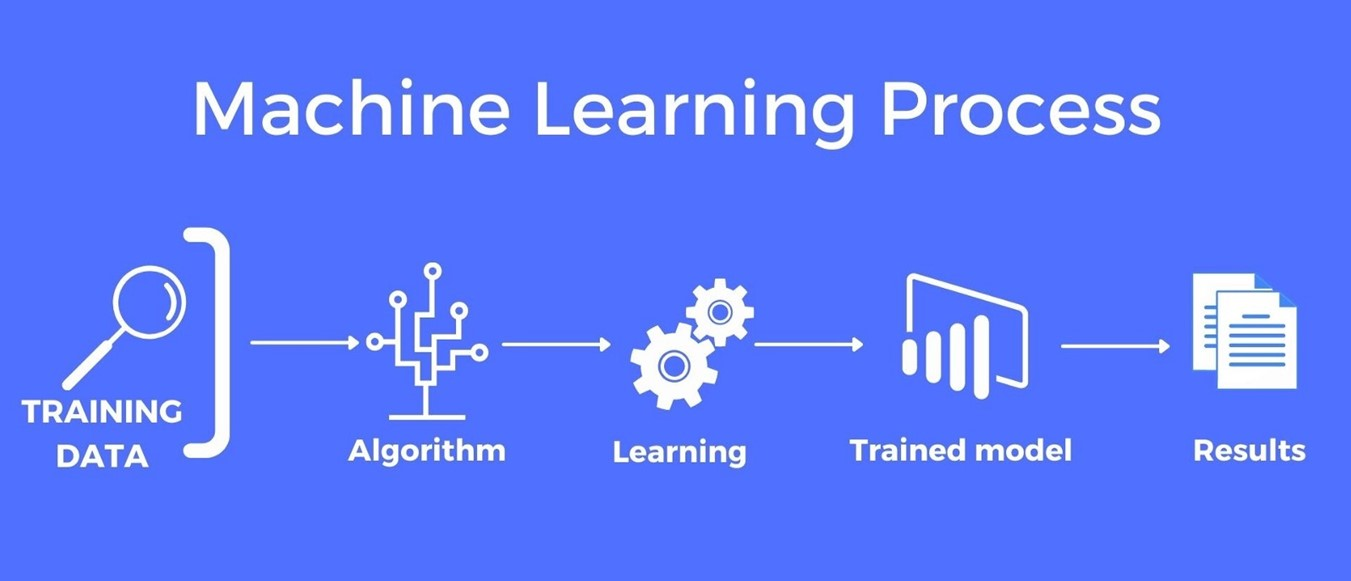 Machine Learning Process
TRAINING
DATA
Algorithm
Learning
Trained model
Results